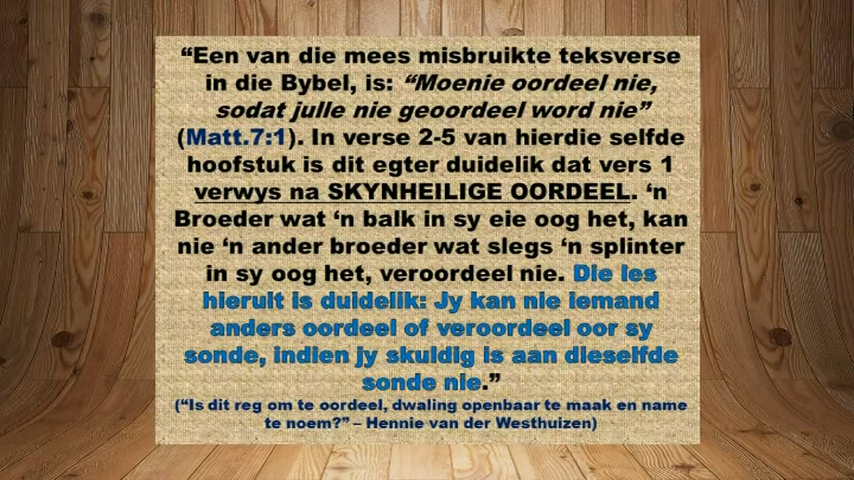 “Een van die mees misbruikte teksverse
in die Bybel, is: “Moenie oordeel nie,
sodat julle nie geoordeel word nie”
(Matt.7:1). In verse 2-5 van hierdie selfde
hoofstuk is dit egter duidelik dat vers 1
verwys na SKYNHEILIGE OORDEEL. ‘n
Broeder wat ‘n balk in sy eie oog het, kan
nie ‘n ander broeder wat slegs ‘n splinter
in sy oog het, veroordeel nie. Die les
hieruit is duidelik: Jy kan nie iemand
anders oordeel of veroordeel oor sy
sonde, indien jy skuldig is aan dieselfde
sonde nie.”
(“Is dit reg om te oordeel, dwaling openbaar te maak en name
te noem?” – Hennie van der Westhuizen)